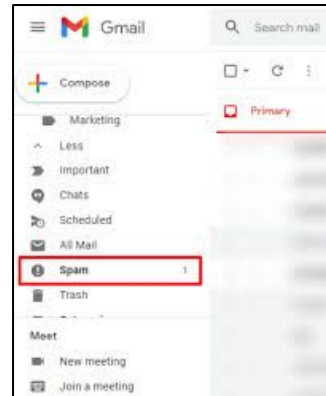 Gmail
Search mail
Compose
Marketing
Less
Important
Chats
Scheduled
All Mail
Spam 1
Trash
Meet
New meeting
Join a meeting
Primary